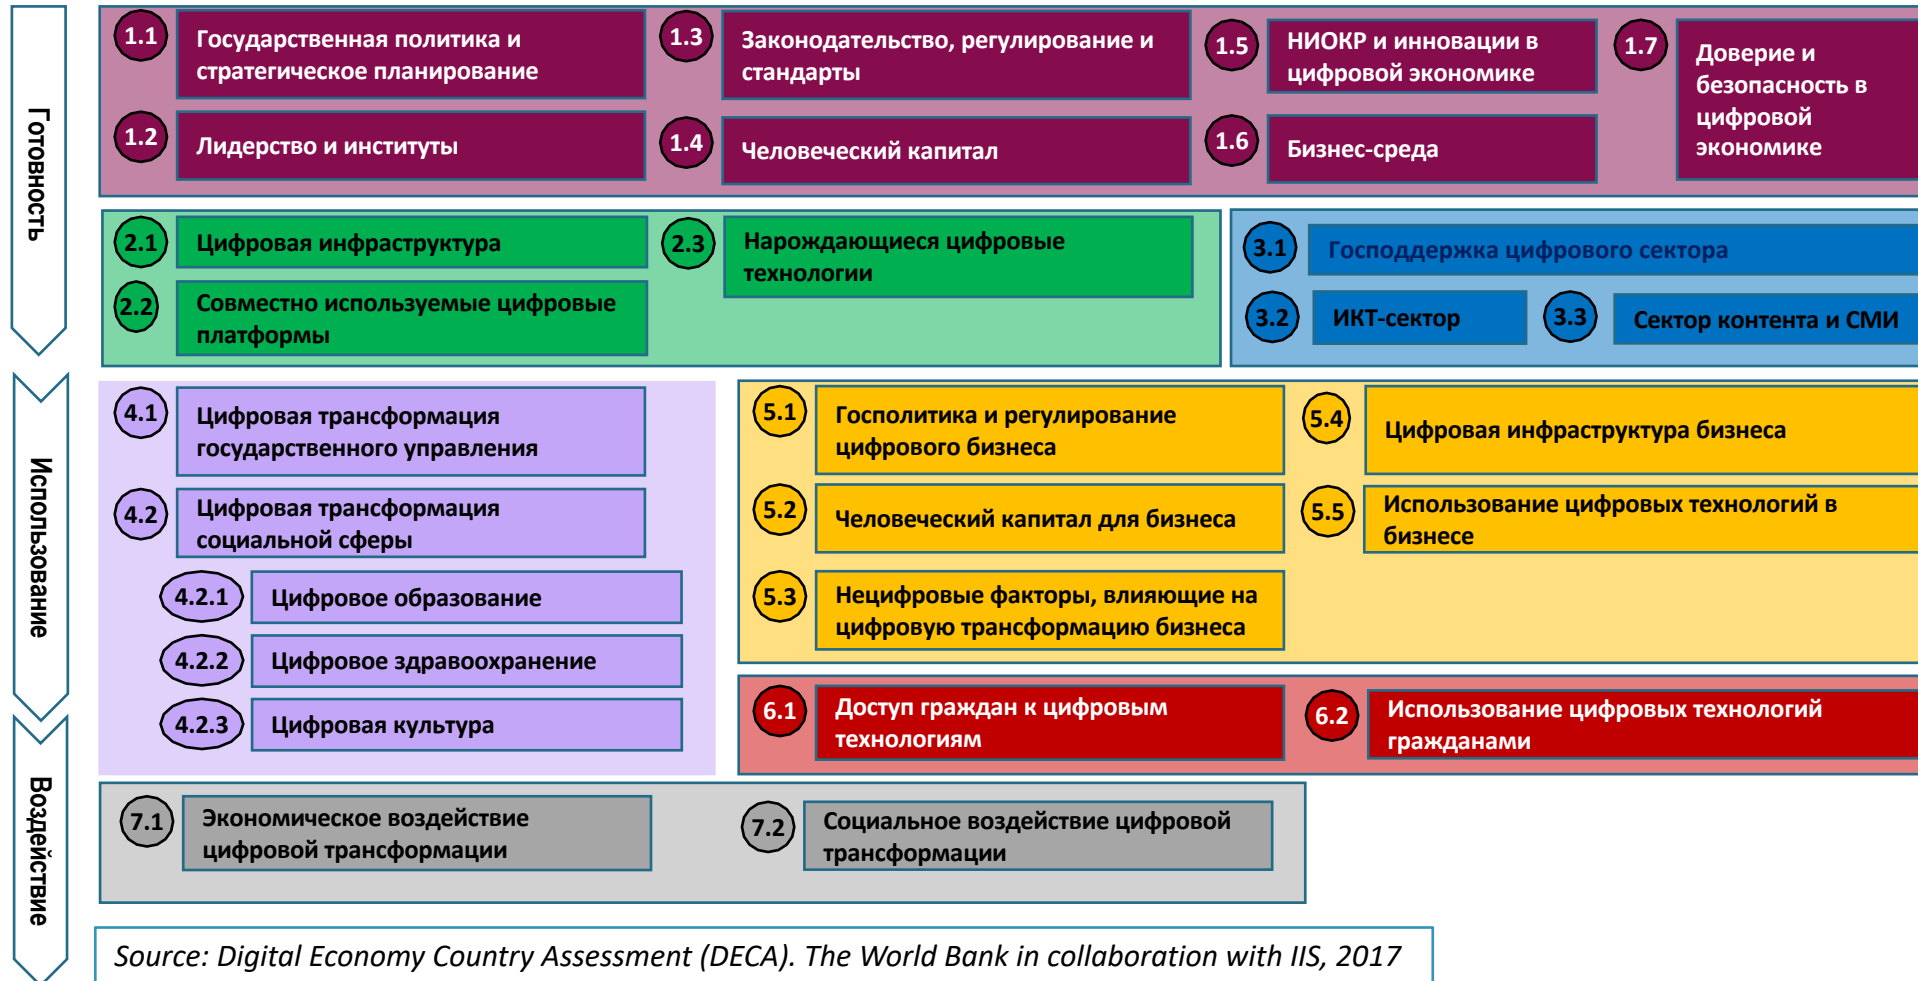 Готовность
1.1
Государственная политика и
стратегическое планирование
1.3
Законодательство, регулирование и
стандарты
1.5
НИОКР и инновации в
цифровой экономике
1.7
Доверие и
безопасность в
цифровой
экономике
1.2
Лидерство и институты
1.4
Человеческий капитал
1.6
Бизнес-среда
2.1
Цифровая инфраструктура
2.3
Нарождающиеся цифровые
технологии
2.2
Совместно используемые цифровые
платформы
3.1
Господдержка цифрового сектора
3.2
ИКТ-сектор
3.3
Сектор контента и СМИ
Использование
4.1
Цифровая трансформация
государственного управления
4.2
Цифровая трансформация
социальной сферы
4.2.1
Цифровое образование
4.2.2
Цифровое здравоохранение
4.2.3
Цифровая культура
5.1
Госполитика и регулирование
цифрового бизнеса
5.4
Цифровая инфраструктура бизнеса
5.2
Человеческий капитал для бизнеса
5.5
Использование цифровых технологий в
бизнесе
5.3
Нецифровые факторы, влияющие на
цифровую трансформацию бизнеса
6.1
Доступ граждан к цифровым
технологиям
6.2
Использование цифровых технологий
гражданами
Воздействие
7.1
Экономическое воздействие
цифровой трансформации
7.2
Социальное воздействие цифровой
трансформации
Source: Digital Economy Country Assessment (DECA). The World Bank in collaboration with IIS, 2017